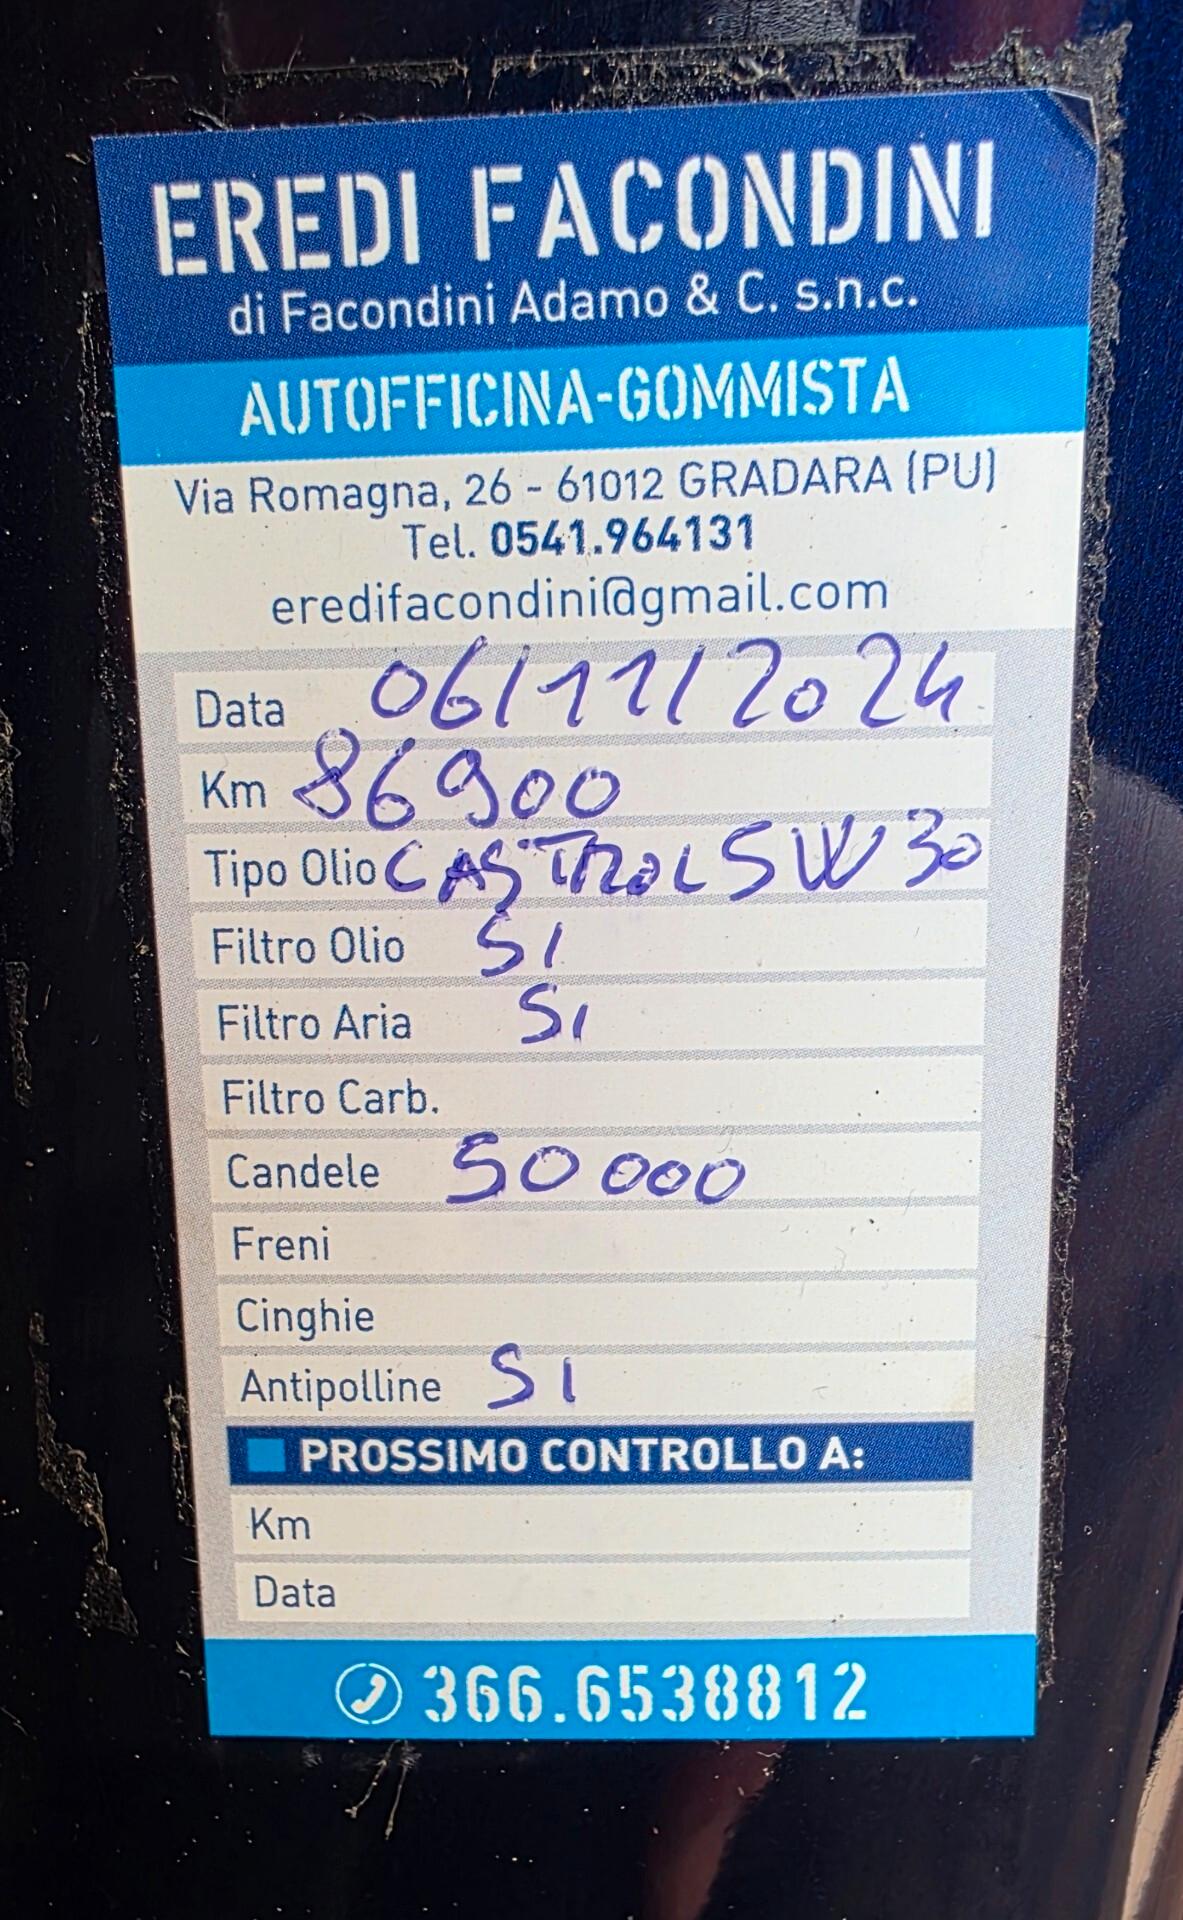 EREDI FACONDINI
di Facondini Adamo & C. s.n.c.
AUTOFFICINA-GOMMISTA
Via Romagna, 26 - 61012 GRADARA (PU)
Tel. 0541.964131
eredifacondini@gmail.com
Data 06/11/2024
Km 86900
Tipo Olio CASTROL 5W30
Filtro Olio SI
Filtro Aria SI
Filtro Carb.
Candele 50000
Freni
Cinghie
Antipolline SI
PROSSIMO CONTROLLO A:
Km
Data
366.6538812